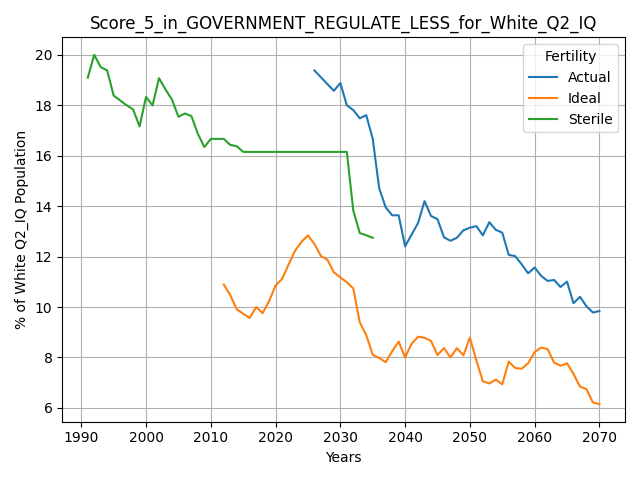 Score_5_in_GOVERNMENT_REGULATE_LESS_for_White_Q2_IQ
% of White Q2_IQ Population
20
18
16
14
12
10
8
6
1990 2000 2010 2020 2030 2040 2050 2060 2070
Years
Fertility
Actual
Ideal
Sterile